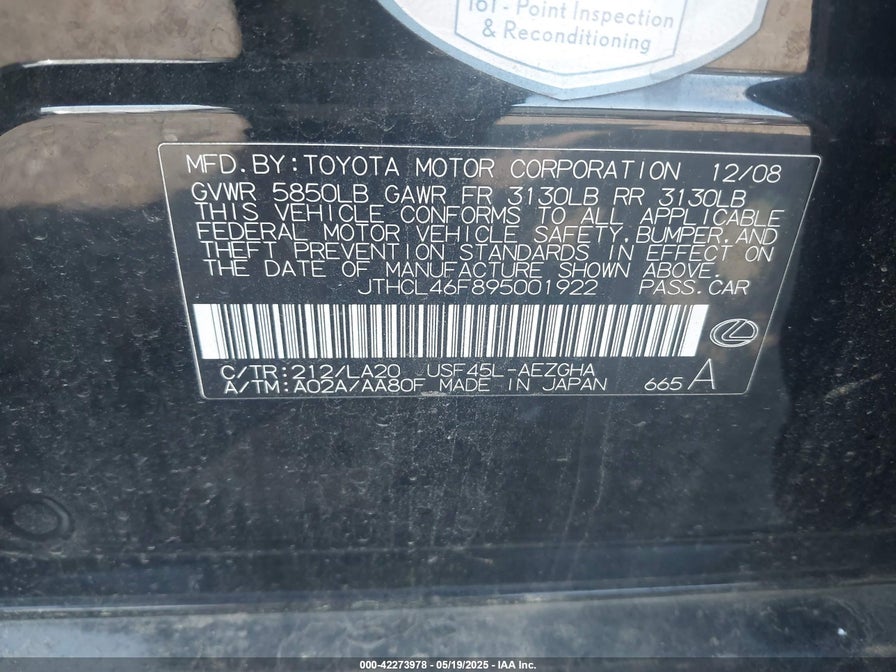 161 - Point Inspection
& Reconditioning
MFD. BY: TOYOTA MOTOR CORPORATION 12/08
GVWR 5850LB GAWR FR 3130LB RR 3130LB
THIS VEHICLE CONFORMS TO ALL APPLICABLE
FEDERAL MOTOR VEHICLE SAFETY, BUMPER, AND
THEFT PREVENTION STANDARDS IN EFFECT ON
THE DATE OF MANUFACTURE SHOWN ABOVE.
JTHCL46F895001922 PASS. CAR
C/TR: 212/LA20 USF45L-AEZGHA
A/TM: A02A/AA80F MADE IN JAPAN 665 A
000-42273978 - 05/19/2025 - IAA Inc.